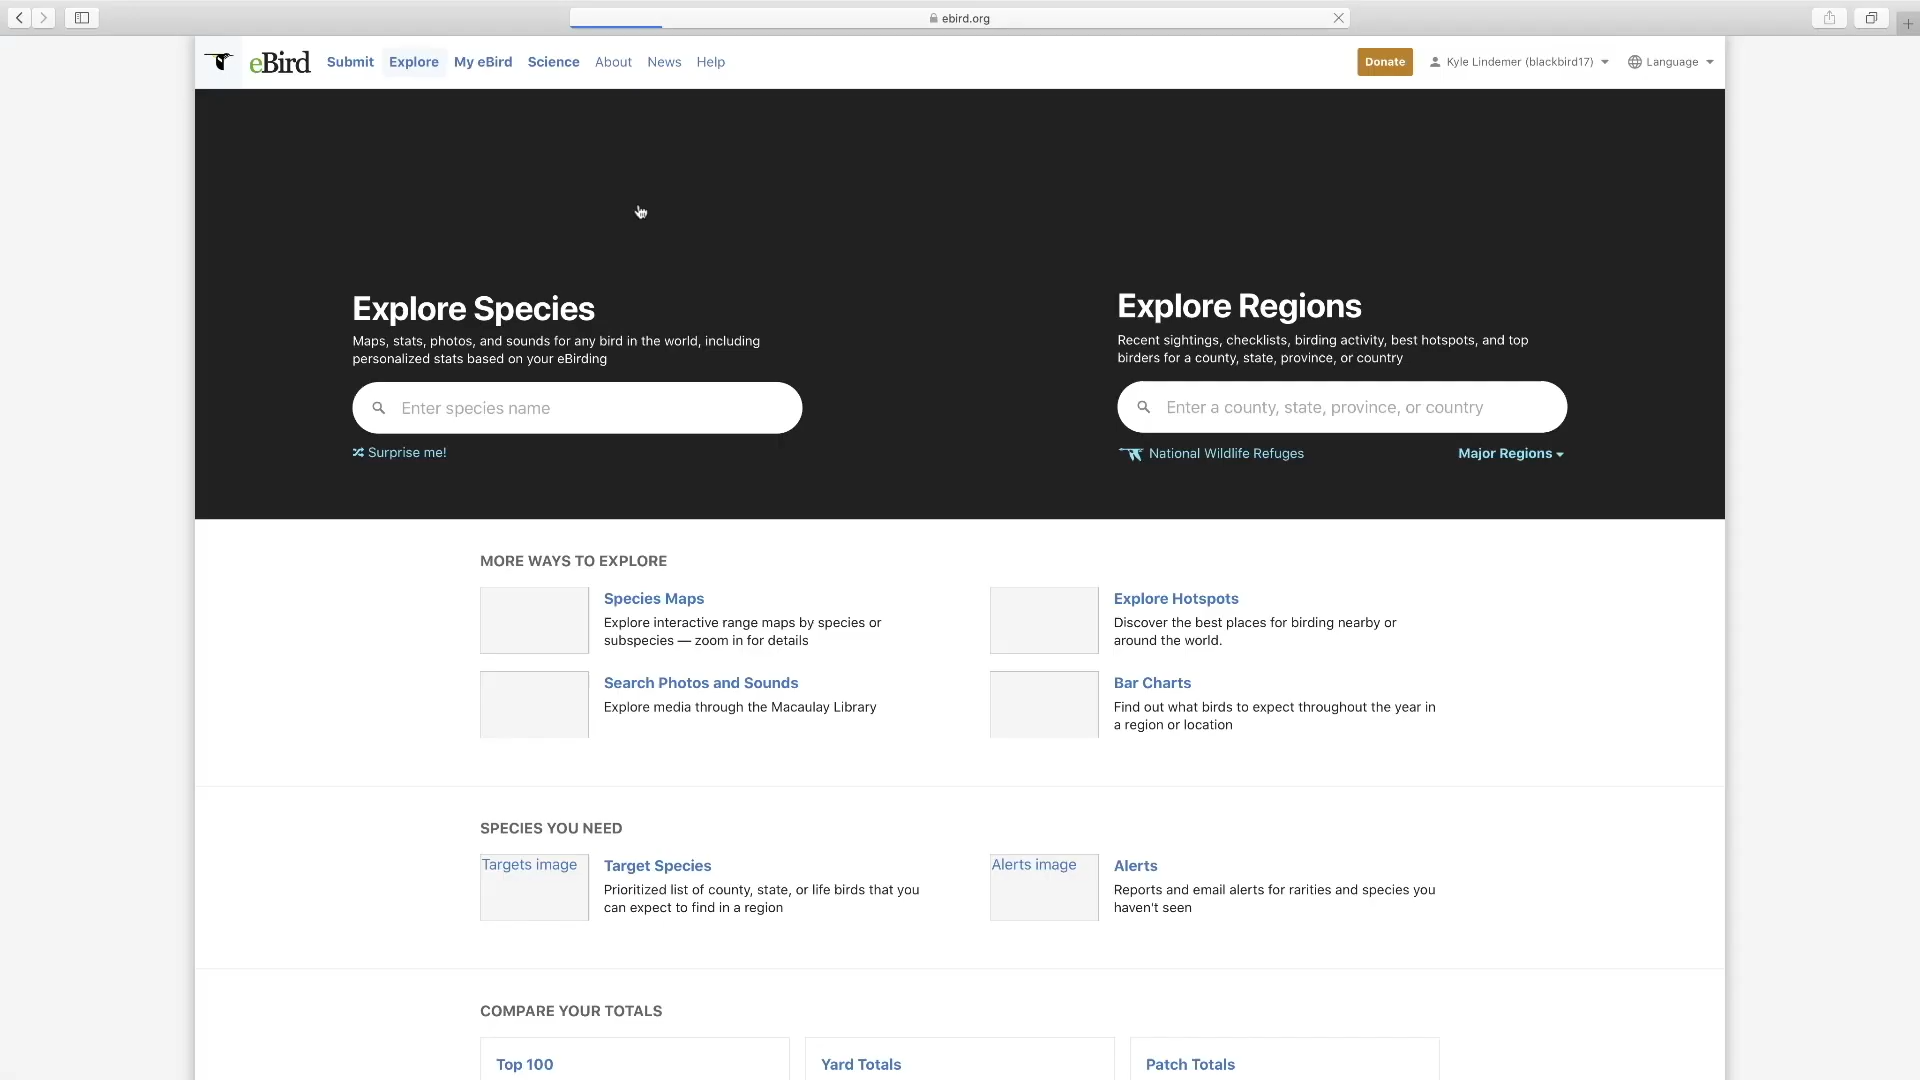 ebird.org
eBird Submit Explore My eBird Science About News Help
Donate Kyle Lindemer (blackbird17) Language
Explore Species
Maps, stats, photos, and sounds for any bird in the world, including
personalized stats based on your eBirding
Enter species name
Surprise me!
Explore Regions
Recent sightings, checklists, birding activity, best hotspots, and top
birders for a county, state, province, or country
Enter a county, state, province, or country
National Wildlife Refuges
Major Regions
MORE WAYS TO EXPLORE
Species Maps
Explore interactive range maps by species or
subspecies — zoom in for details
Explore Hotspots
Discover the best places for birding nearby or
around the world.
Search Photos and Sounds
Explore media through the Macaulay Library
Bar Charts
Find out what birds to expect throughout the year in
a region or location
SPECIES YOU NEED
Targets image
Target Species
Prioritized list of county, state, or life birds that you
can expect to find in a region
Alerts image
Alerts
Reports and email alerts for rarities and species you
haven't seen
COMPARE YOUR TOTALS
Top 100
Yard Totals
Patch Totals